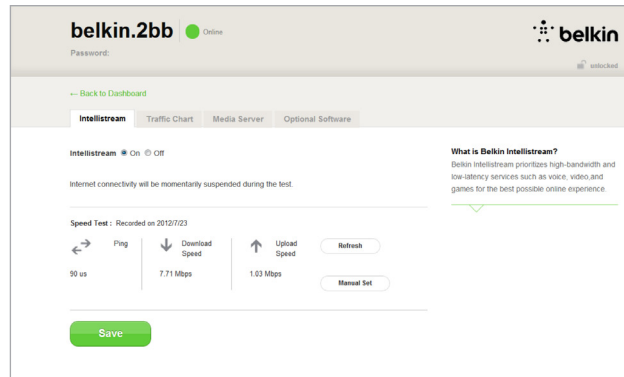 belkin.2bb Online
Password:
belkin
unlocked
← Back to Dashboard
Intellistream Traffic Chart Media Server Optional Software
Intellistream On Off
Internet connectivity will be momentarily suspended during the test.
What is Belkin Intellistream?
Belkin Intellistream prioritizes high-bandwidth and
low-latency services such as voice, video,and
games for the best possible online experience.
Speed Test : Recorded on 2012/7/23
Ping Download Speed Upload Speed Refresh
90 us 7.71 Mbps 1.03 Mbps Manual Set
Save